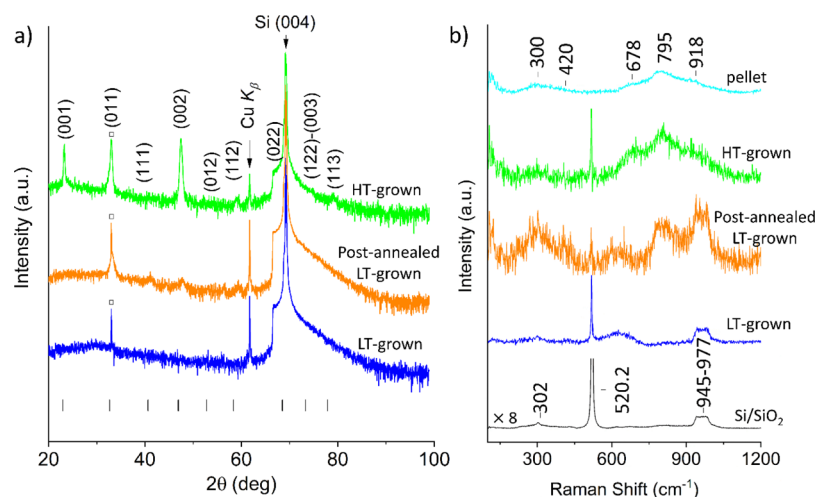 a)
Si (004)
Cu Kβ
(001)
(011)
(111)
(002)
(012)
(112)
(022)
(122)-(003)
(113)
HT-grown
Post-annealed
LT-grown
LT-grown
Intensity (a.u.)
20 40 60 80 100
2θ (deg)
b)
300
420
678
795
918
pellet
HT-grown
Post-annealed
LT-grown
LT-grown
302
520.2
945-977
× 8
Si/SiO₂
Intensity (a.u.)
300 600 900 1200
Raman Shift (cm⁻¹)